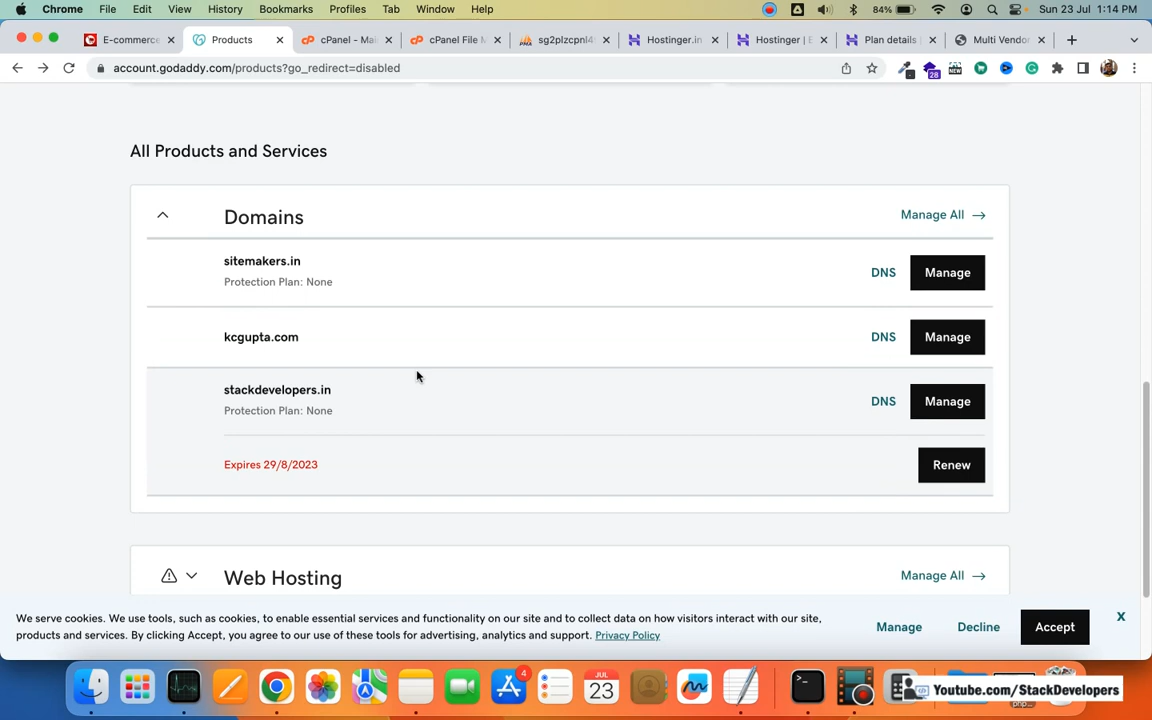 Chrome File Edit View History Bookmarks Profiles Tab Window Help 84% Sun 23 Jul 1:14 PM
E-commerce Products cPanel - Mai cPanel File M sg2plzcpnl4 Hostinger.in Hostinger | E Plan details Multi Vendor
account.godaddy.com/products?go_redirect=disabled
28
NEW
All Products and Services
Domains
Manage All →
sitemakers.in
Protection Plan: None
DNS Manage
kcgupta.com
DNS Manage
stackdevelopers.in
Protection Plan: None
DNS Manage
Expires 29/8/2023
Renew
Web Hosting
Manage All →
We serve cookies. We use tools, such as cookies, to enable essential services and functionality on our site and to collect data on how visitors interact with our site,
products and services. By clicking Accept, you agree to our use of these tools for advertising, analytics and support. Privacy Policy
Manage Decline Accept X
4
JUL
23
Youtube.com/StackDevelopers